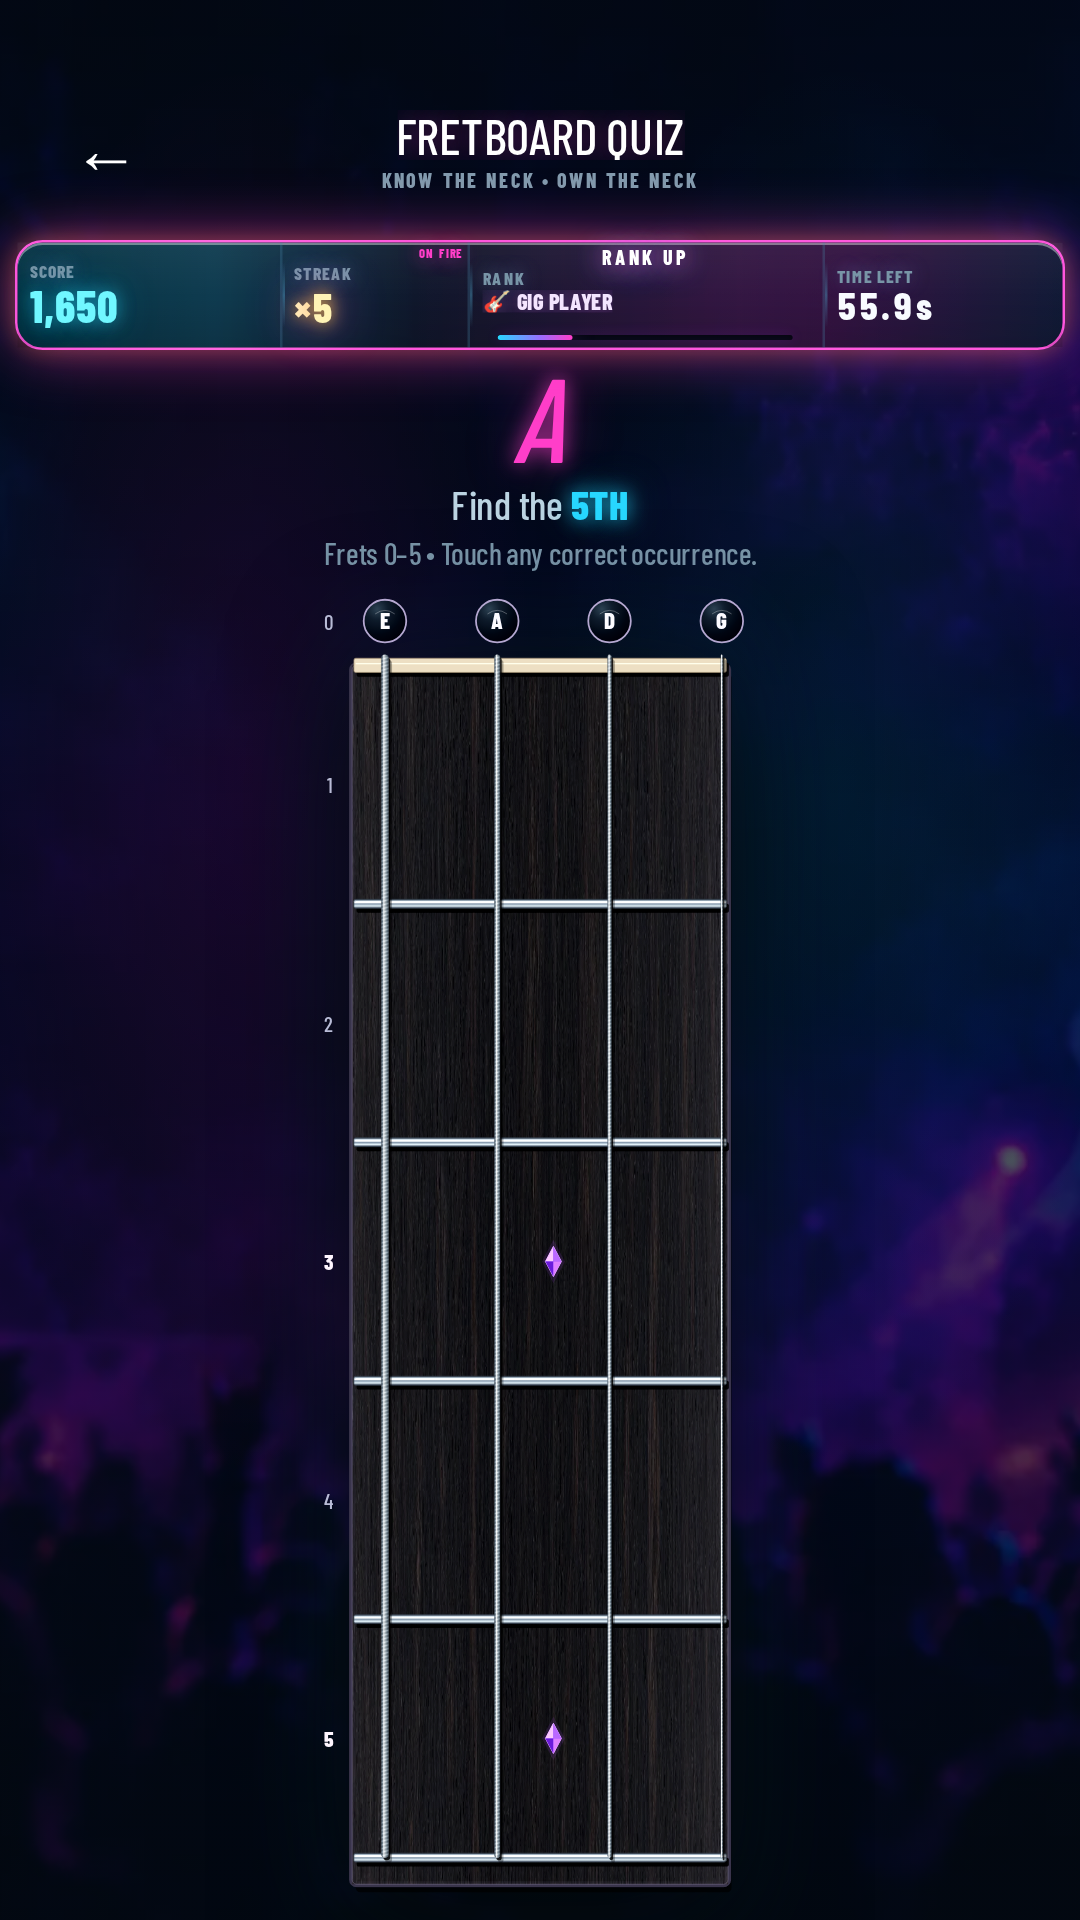 ←
FRETBOARD QUIZ
KNOW THE NECK • OWN THE NECK
SCORE
1,650
STREAK
ON FIRE
×5
RANK UP
RANK
🎸 GIG PLAYER
TIME LEFT
55.9s
A
Find the 5TH
Frets 0–5 • Touch any correct occurrence.
0 E A D G
1
2
3
4
5